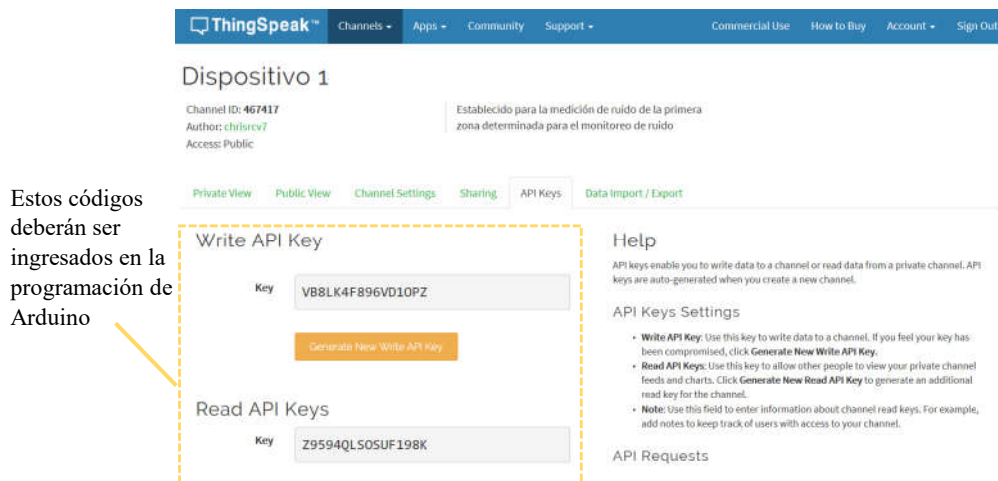 ThingSpeak™ Channels Apps Community Support Commercial Use How to Buy Account Sign Out
Dispositivo 1
Channel ID: 467417
Author: chrisrcv7
Access: Public
Establecido para la medición de ruido de la primera
zona determinada para el monitoreo de ruido
Private View Public View Channel Settings Sharing API Keys Data Import / Export
Estos códigos
deberán ser
ingresados en la
programación de
Arduino
Write API Key
Key VB8LK4F896VD1OPZ
Generate New Write API Key
Read API Keys
Key Z9594QLSOSUF198K
Help
API keys enable you to write data to a channel or read data from a private channel. API
keys are auto-generated when you create a new channel.
API Keys Settings
• Write API Key: Use this key to write data to a channel. If you feel your key has
been compromised, click Generate New Write API Key.
• Read API Keys: Use this key to allow other people to view your private channel
feeds and charts. Click Generate New Read API Key to generate an additional
read key for the channel.
• Note: Use this field to enter information about channel read keys. For example,
add notes to keep track of users with access to your channel.
API Requests